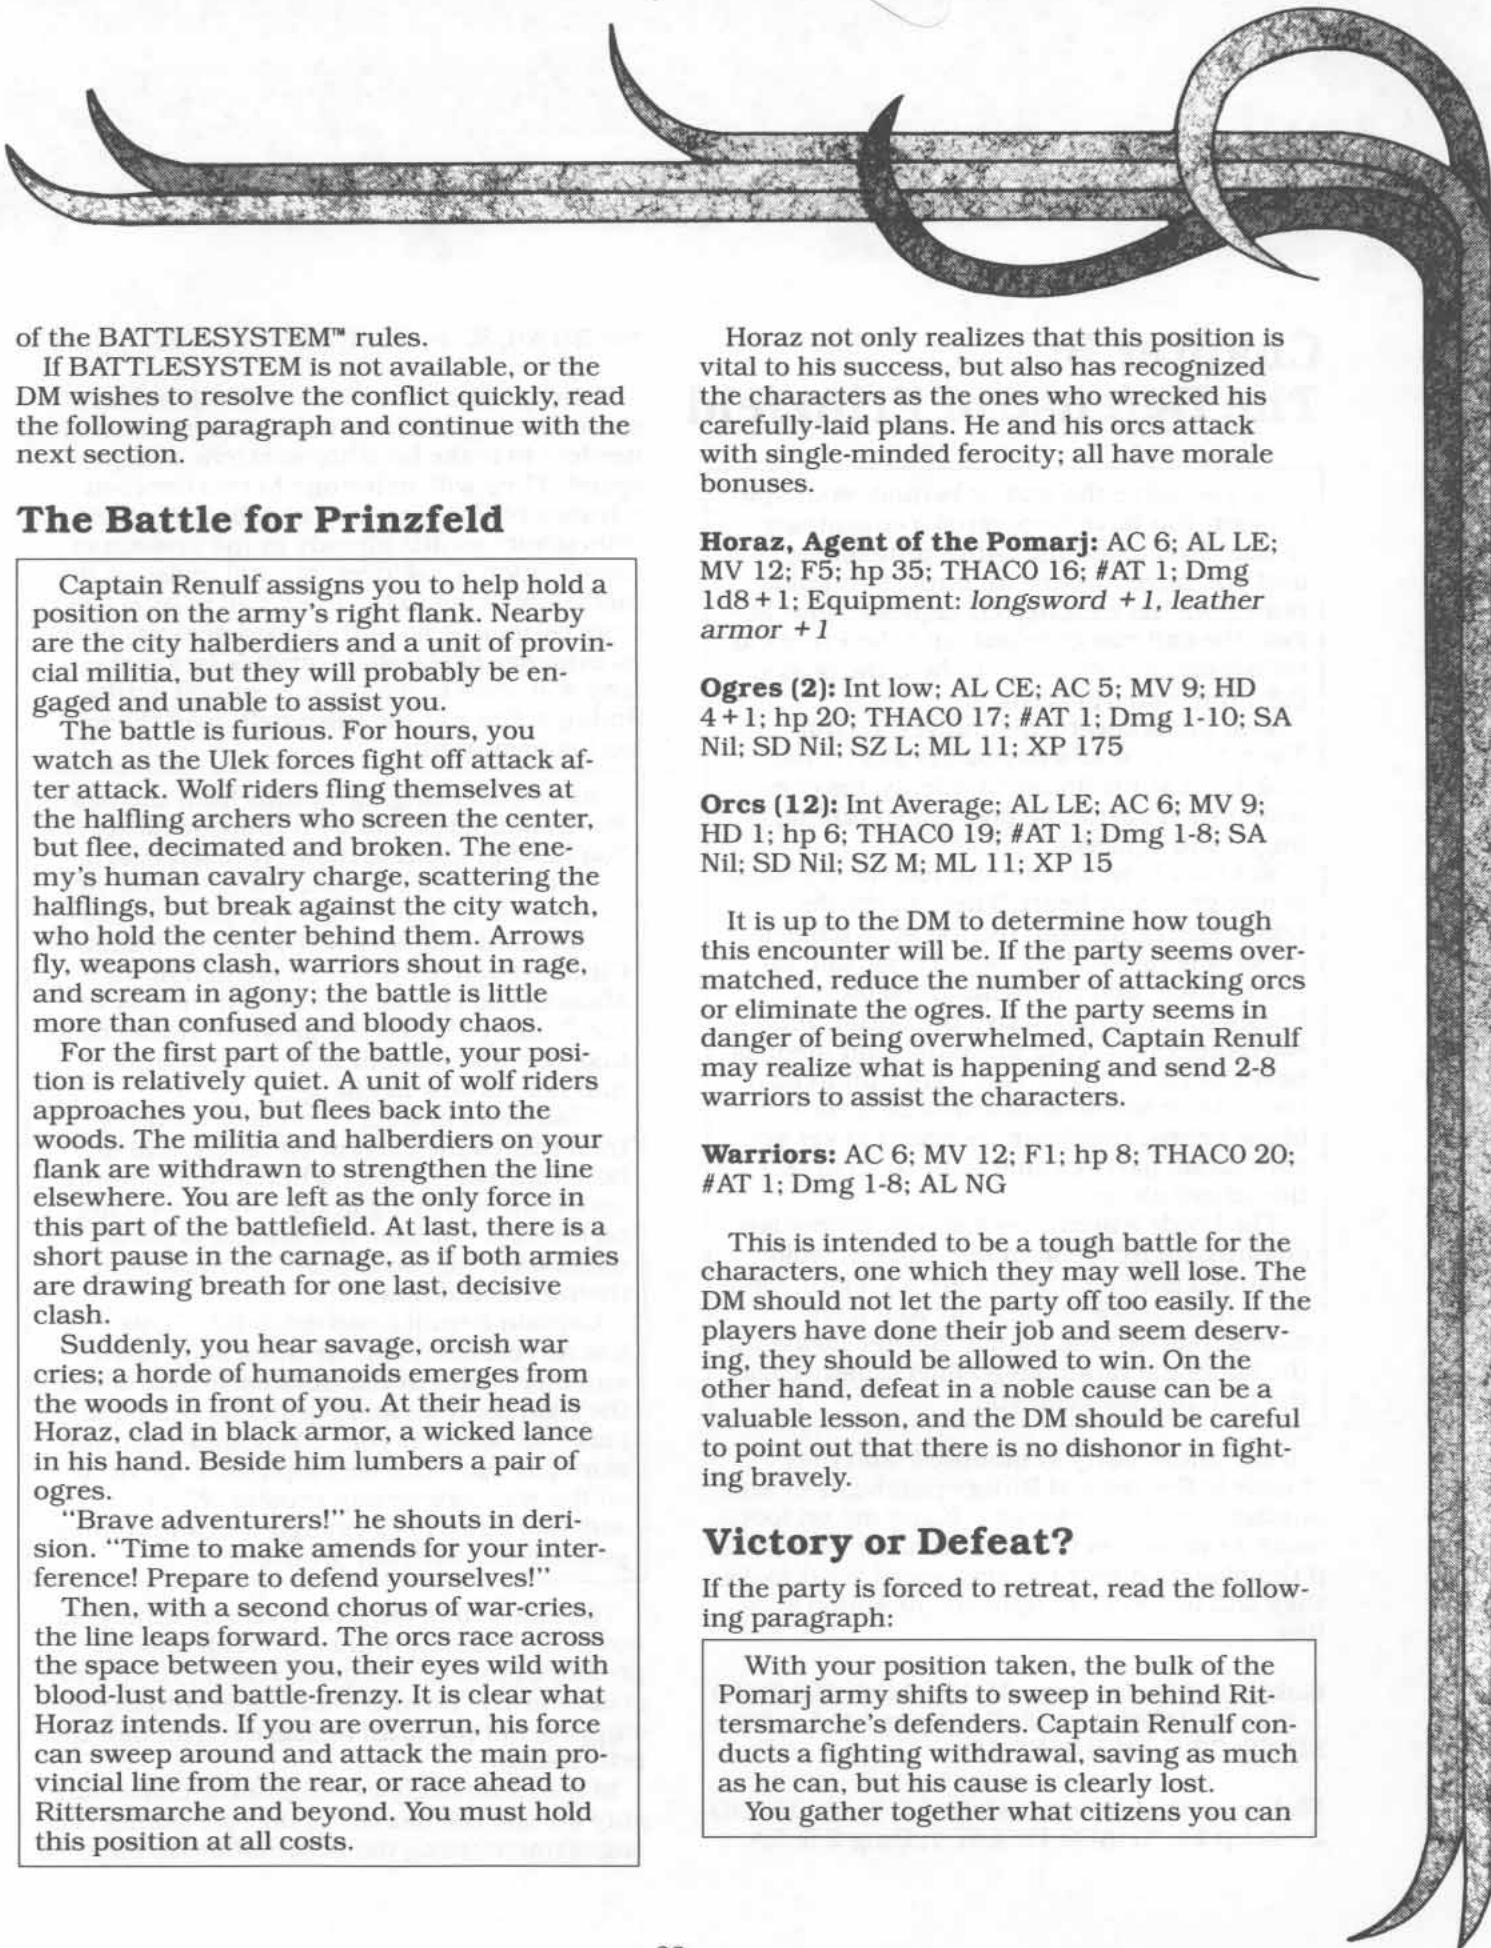 of the BATTLESYSTEM™ rules.
If BATTLESYSTEM is not available, or the
DM wishes to resolve the conflict quickly, read
the following paragraph and continue with the
next section.
The Battle for Prinzfeld
Captain Renulf assigns you to help hold a
position on the army's right flank. Nearby
are the city halberdiers and a unit of provin-
cial militia, but they will probably be en-
gaged and unable to assist you.
The battle is furious. For hours, you
watch as the Ulek forces fight off attack af-
ter attack. Wolf riders fling themselves at
the halfling archers who screen the center,
but flee, decimated and broken. The ene-
my's human cavalry charge, scattering the
halflings, but break against the city watch,
who hold the center behind them. Arrows
fly, weapons clash, warriors shout in rage,
and scream in agony; the battle is little
more than confused and bloody chaos.
For the first part of the battle, your posi-
tion is relatively quiet. A unit of wolf riders
approaches you, but flees back into the
woods. The militia and halberdiers on your
flank are withdrawn to strengthen the line
elsewhere. You are left as the only force in
this part of the battlefield. At last, there is a
short pause in the carnage, as if both armies
are drawing breath for one last, decisive
clash.
Suddenly, you hear savage, orcish war
cries; a horde of humanoids emerges from
the woods in front of you. At their head is
Horaz, clad in black armor, a wicked lance
in his hand. Beside him lumbers a pair of
ogres.
"Brave adventurers!" he shouts in deri-
sion. "Time to make amends for your inter-
ference! Prepare to defend yourselves!"
Then, with a second chorus of war-cries,
the line leaps forward. The orcs race across
the space between you, their eyes wild with
blood-lust and battle-frenzy. It is clear what
Horaz intends. If you are overrun, his force
can sweep around and attack the main pro-
vincial line from the rear, or race ahead to
Rittersmarche and beyond. You must hold
this position at all costs.
Horaz not only realizes that this position is
vital to his success, but also has recognized
the characters as the ones who wrecked his
carefully-laid plans. He and his orcs attack
with single-minded ferocity; all have morale
bonuses.
Horaz, Agent of the Pomarj: AC 6; AL LE;
MV 12; F5; hp 35; THAC0 16; #AT 1; Dmg
1d8 + 1; Equipment: longsword +1, leather
armor +1
Ogres (2): Int low; AL CE; AC 5; MV 9; HD
4 + 1; hp 20; THAC0 17; #AT 1; Dmg 1-10; SA
Nil; SD Nil; SZ L; ML 11; XP 175
Orcs (12): Int Average; AL LE; AC 6; MV 9;
HD 1; hp 6; THAC0 19; #AT 1; Dmg 1-8; SA
Nil; SD Nil; SZ M; ML 11; XP 15
It is up to the DM to determine how tough
this encounter will be. If the party seems over-
matched, reduce the number of attacking orcs
or eliminate the ogres. If the party seems in
danger of being overwhelmed, Captain Renulf
may realize what is happening and send 2-8
warriors to assist the characters.
Warriors: AC 6; MV 12; F1; hp 8; THAC0 20;
#AT 1; Dmg 1-8; AL NG
This is intended to be a tough battle for the
characters, one which they may well lose. The
DM should not let the party off too easily. If the
players have done their job and seem deserv-
ing, they should be allowed to win. On the
other hand, defeat in a noble cause can be a
valuable lesson, and the DM should be careful
to point out that there is no dishonor in fight-
ing bravely.
Victory or Defeat?
If the party is forced to retreat, read the follow-
ing paragraph:
With your position taken, the bulk of the
Pomarj army shifts to sweep in behind Rit-
tersmarche's defenders. Captain Renulf con-
ducts a fighting withdrawal, saving as much
as he can, but his cause is clearly lost.
You gather together what citizens you can